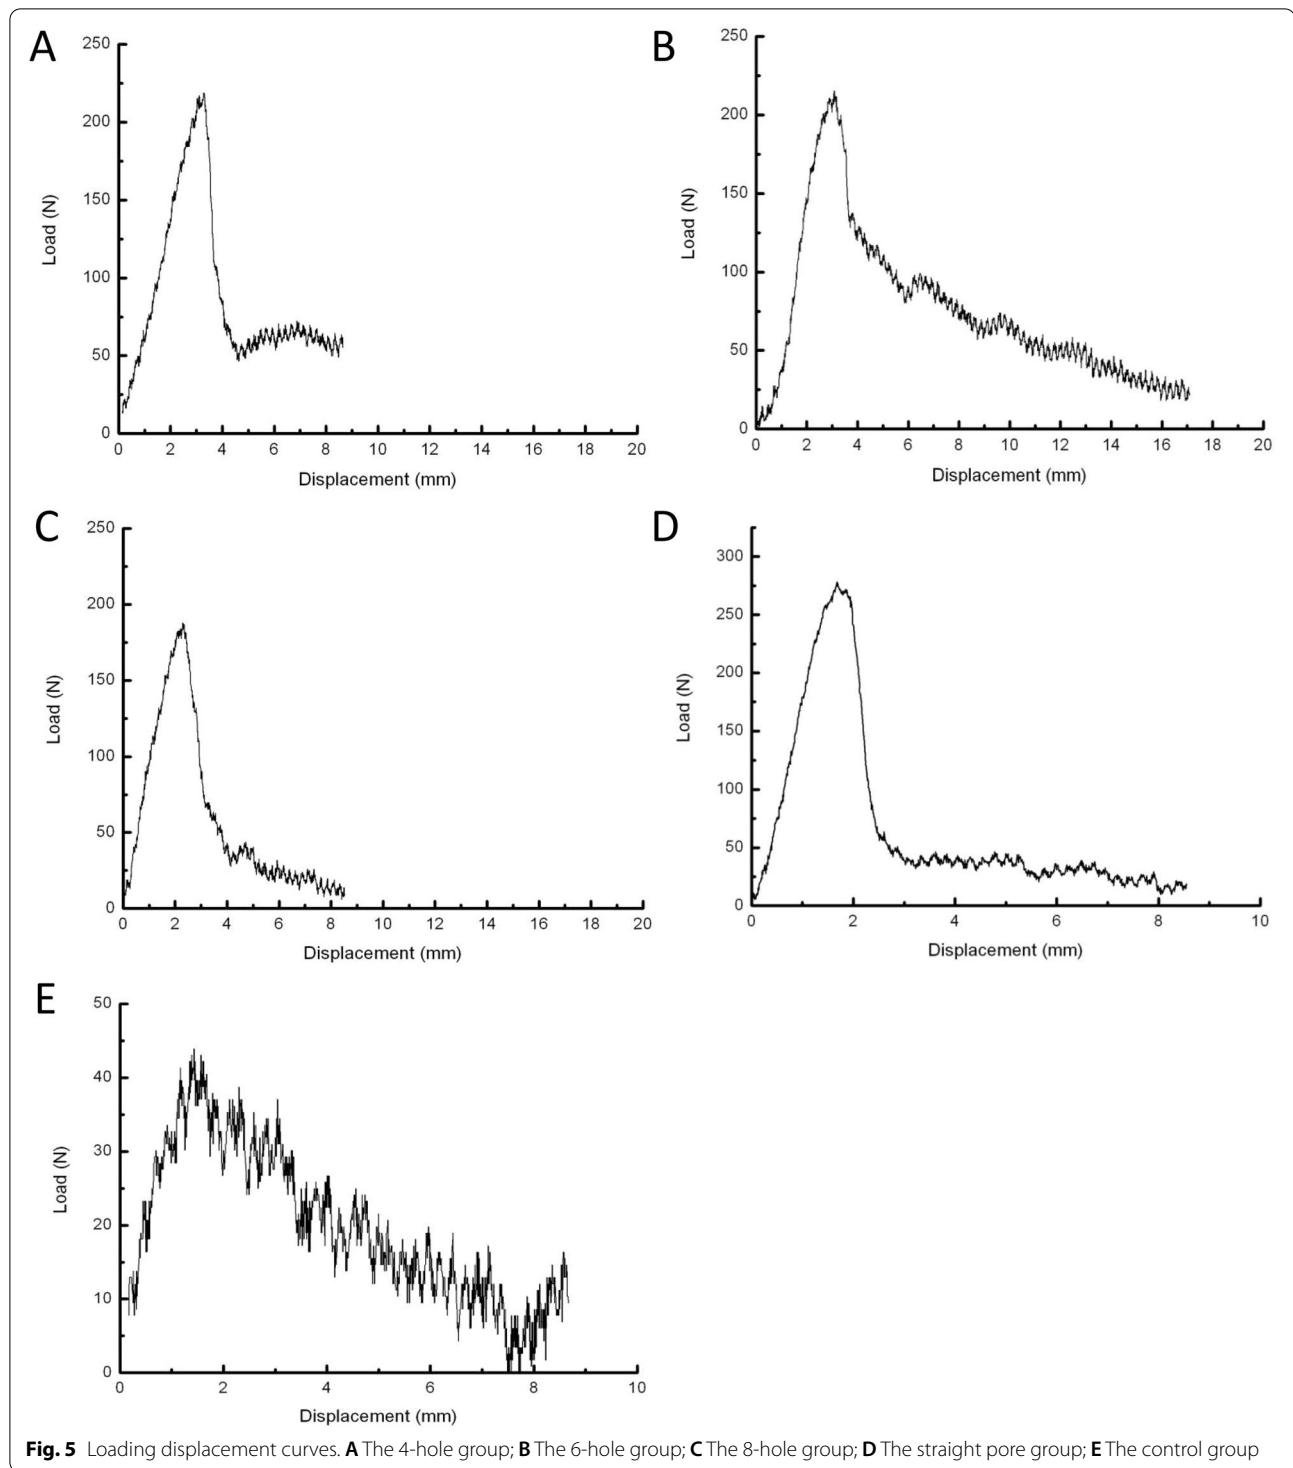 A
250
200
150
100
50
0
Load (N)
0 2 4 6 8 10 12 14 16 18 20
Displacement (mm)
B
250
200
150
100
50
0
Load (N)
0 2 4 6 8 10 12 14 16 18 20
Displacement (mm)
C
250
200
150
100
50
0
Load (N)
0 2 4 6 8 10 12 14 16 18 20
Displacement (mm)
D
300
250
300
250
50
0
Load (N)
0 2 4 6 8 10
Displacement (mm)
E
50
40
30
20
10
0
Load (N)
0 2 4 6 8 10
Displacement (mm)
Fig. 5 Loading displacement curves. A The 4-hole group; B The 6-hole group; C The 8-hole group; D The straight pore group; E The control group